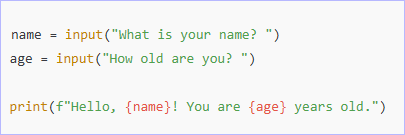 name = input("What is your name? ")
age = input("How old are you? ")
print(f"Hello, {name}! You are {age} years old.")